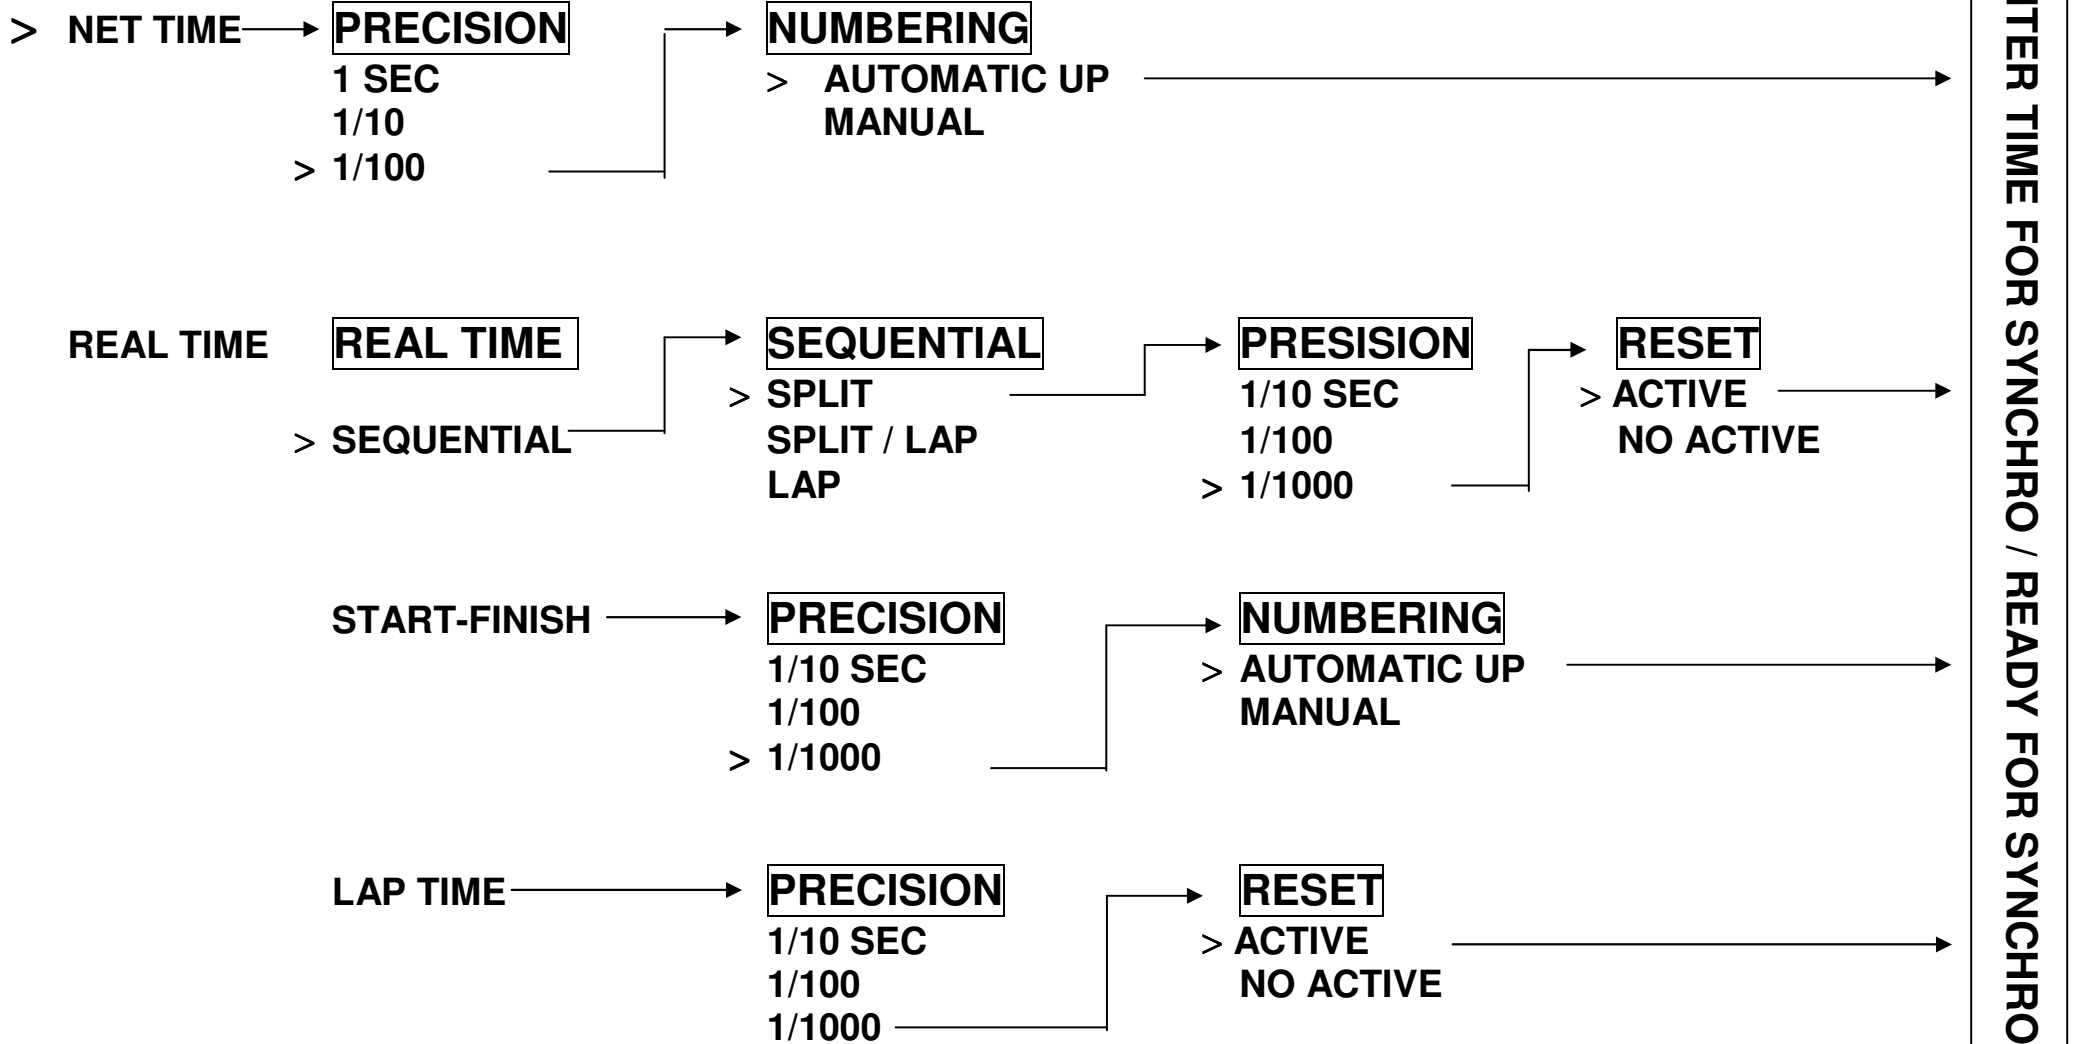 > NET TIME PRECISION NUMBERING
1 SEC > AUTOMATIC UP
1/10 MANUAL
> 1/100
REAL TIME REAL TIME SEQUENTIAL PRESISION RESET
> SPLIT 1/10 SEC > ACTIVE
> SEQUENTIAL SPLIT / LAP 1/100 NO ACTIVE
LAP > 1/1000
START-FINISH PRECISION NUMBERING
1/10 SEC > AUTOMATIC UP
1/100 MANUAL
> 1/1000
LAP TIME PRECISION RESET
1/10 SEC > ACTIVE
1/100 NO ACTIVE
1/1000
TIME FOR SYNCHRO / READY FOR SYNCHRO